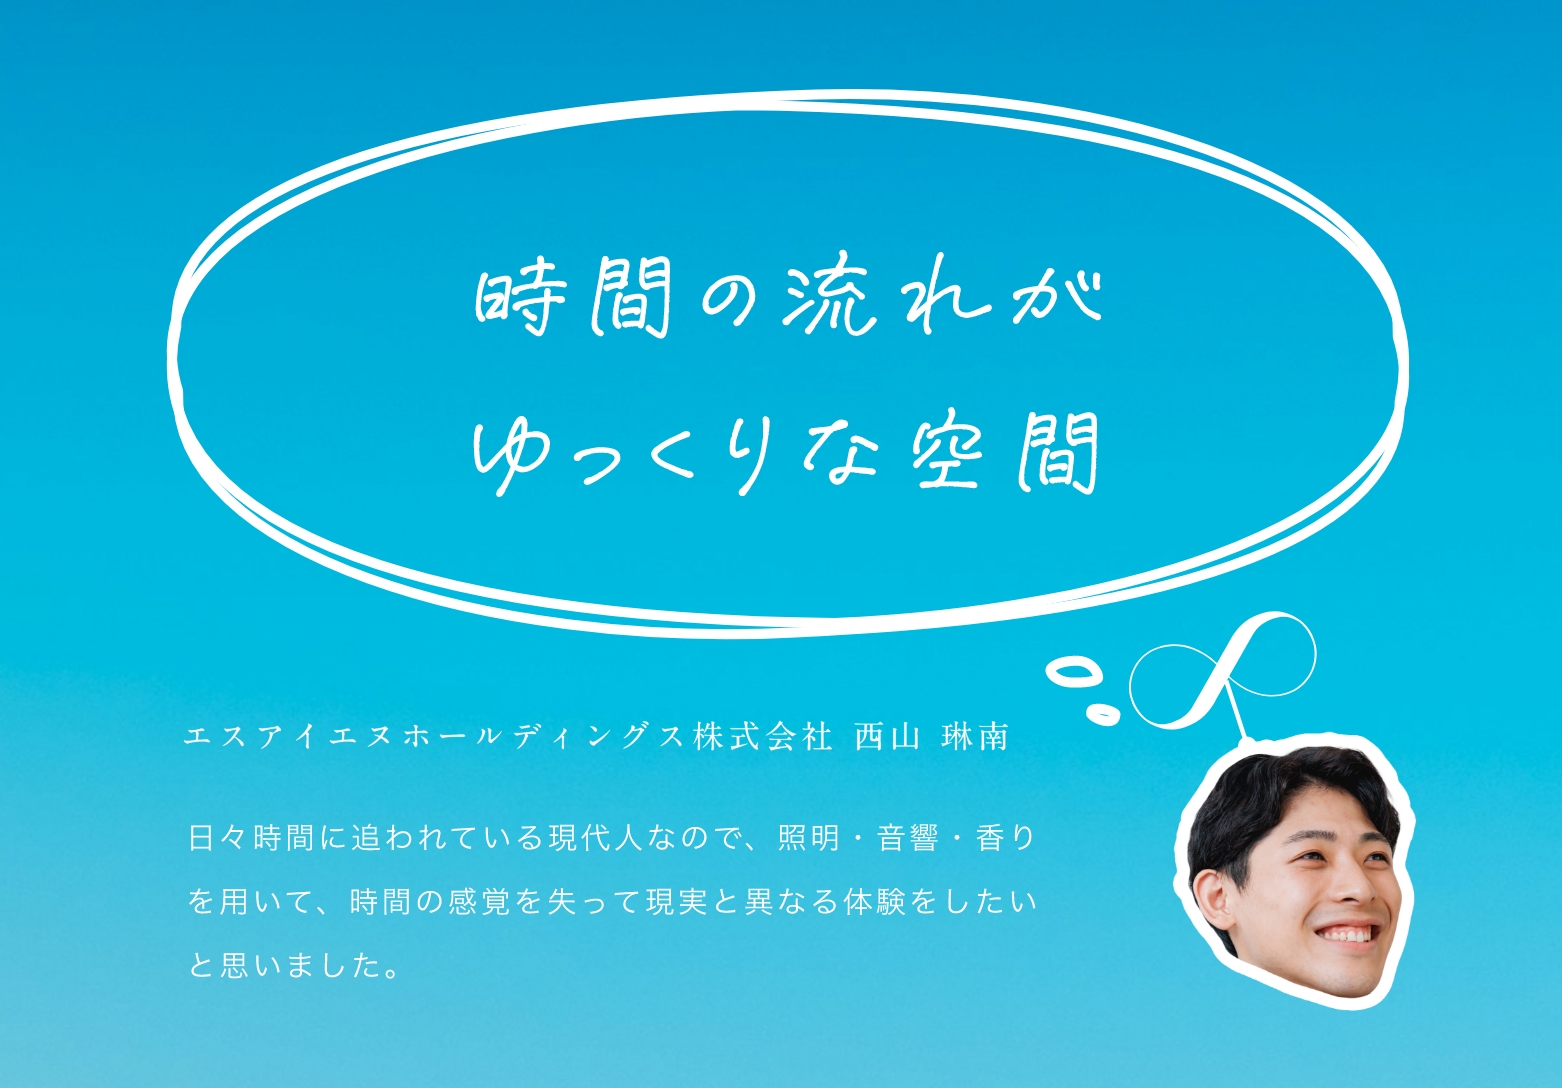 時間の流れが
ゆっくりな空間
エスアイエヌホールディングス株式会社 西山 琳南
日々時間に追われている現代人なので、照明・音響・香り
を用いて、時間の感覚を失って現実と異なる体験をしたい
と思いました。